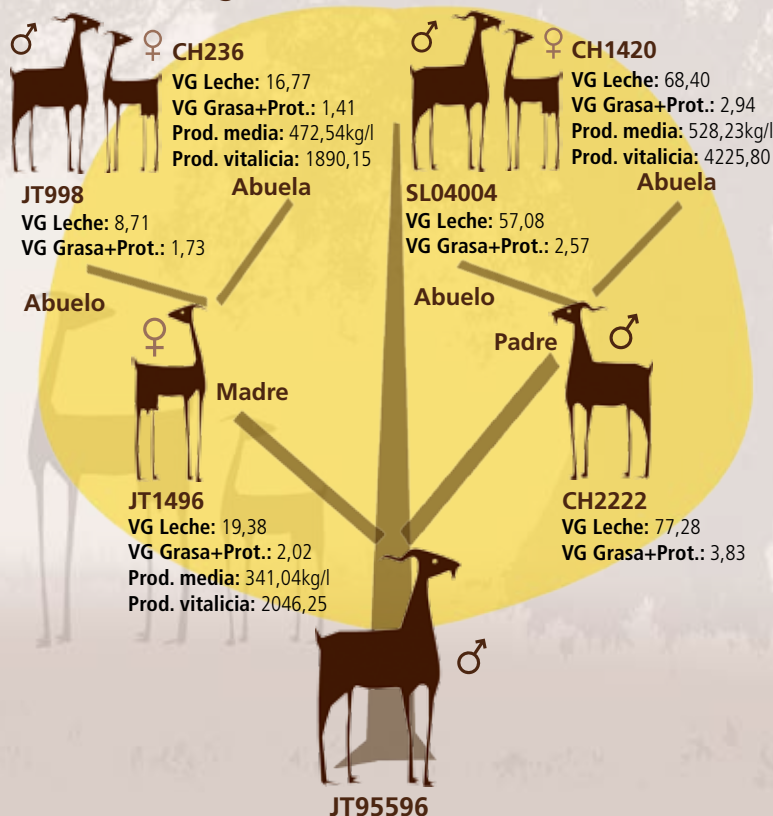 CH236
VG Leche: 16,77
VG Grasa+Prot.: 1,41
Prod. media: 472,54kg/l
Prod. vitalicia: 1890,15
Abuela
JT998
VG Leche: 8,71
VG Grasa+Prot.: 1,73
Abuelo
CH1420
VG Leche: 68,40
VG Grasa+Prot.: 2,94
Prod. media: 528,23kg/l
Prod. vitalicia: 4225,80
Abuela
SL04004
VG Leche: 57,08
VG Grasa+Prot.: 2,57
Abuelo
Madre
JT1496
VG Leche: 19,38
VG Grasa+Prot.: 2,02
Prod. media: 341,04kg/l
Prod. vitalicia: 2046,25
Padre
CH2222
VG Leche: 77,28
VG Grasa+Prot.: 3,83
JT95596